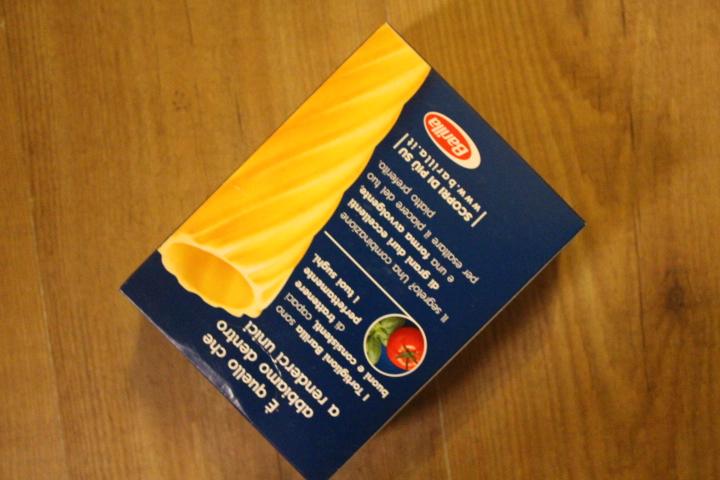 È quello che
abbiamo dentro
a renderci unici
I Tortiglioni Barilla sono
buoni e consistenti, capaci
di trattenere
perfettamente
i tuoi sughi.
Il segreto? Una combinazione
di grani duri eccellenti
e una forma avvolgente,
per esaltare il piacere del tuo
piatto preferito.
SCOPRI DI PIÙ SU
www.barilla.it
Barilla